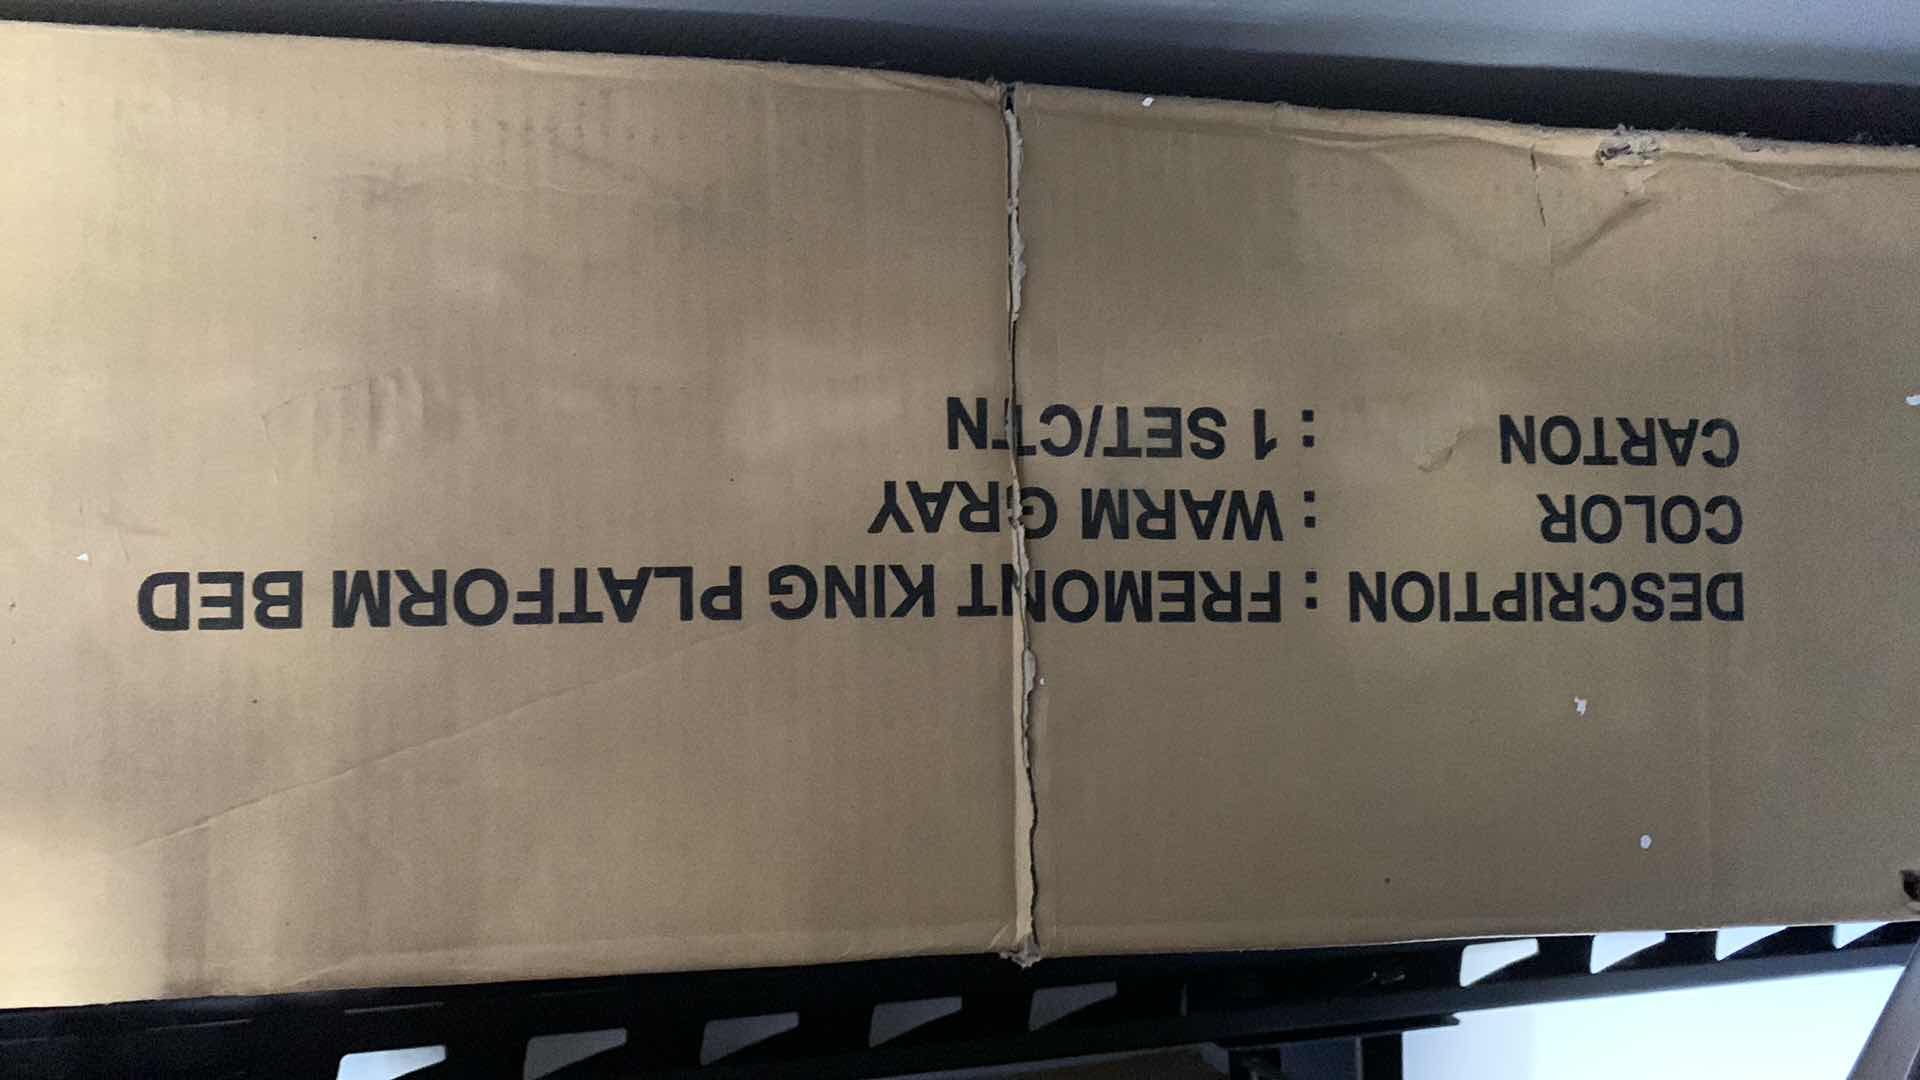 DESCRIPTION : FREMONT KING PLATFORM BED
COLOR : WARM GRAY
CARTON : 1 SET/CTN